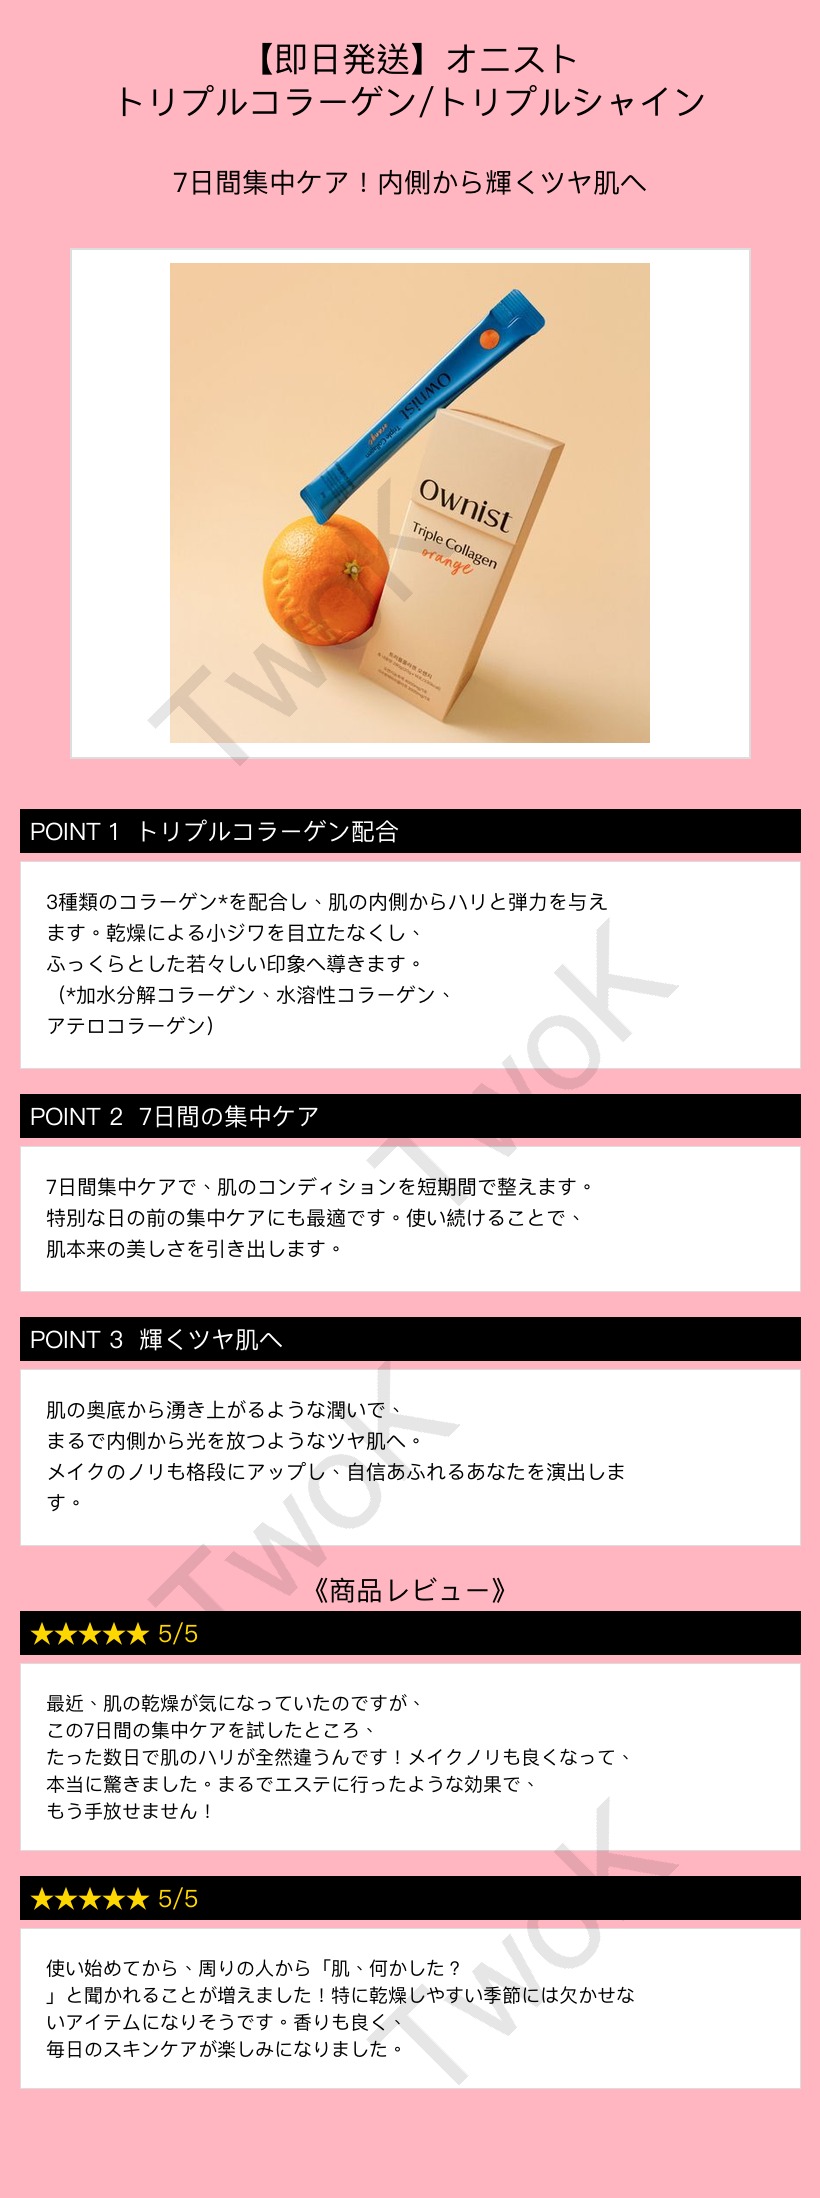 【即日発送】オニスト
トリプルコラーゲン/トリプルシャイン
7日間集中ケア！内側から輝くツヤ肌へ
Ownist
Triple Collagen
orange
Ownist
Triple Collagen
orange
Ownist
트리플콜라겐 오렌지
TwoK
POINT 1 トリプルコラーゲン配合
3種類のコラーゲン*を配合し、肌の内側からハリと弾力を与え
ます。乾燥による小ジワを目立たなくし、
ふっくらとした若々しい印象へ導きます。
（*加水分解コラーゲン、水溶性コラーゲン、
アテロコラーゲン）
TwoK
POINT 2 7日間の集中ケア
7日間集中ケアで、肌のコンディションを短期間で整えます。
特別な日の前の集中ケアにも最適です。使い続けることで、
肌本来の美しさを引き出します。
POINT 3 輝くツヤ肌へ
肌の奥底から湧き上がるような潤いで、
まるで内側から光を放つようなツヤ肌へ。
メイクのノリも格段にアップし、自信あふれるあなたを演出しま
す。
TwoK
《商品レビュー》
★★★★★ 5/5
最近、肌の乾燥が気になっていたのですが、
この7日間の集中ケアを試したところ、
たった数日で肌のハリが全然違うんです！メイクノリも良くなって、
本当に驚きました。まるでエステに行ったような効果で、
もう手放せません！
★★★★★ 5/5
使い始めてから、周りの人から「肌、何かした？
」と聞かれることが増えました！特に乾燥しやすい季節には欠かせな
いアイテムになりそうです。香りも良く、
毎日のスキンケアが楽しみになりました。
TwoK